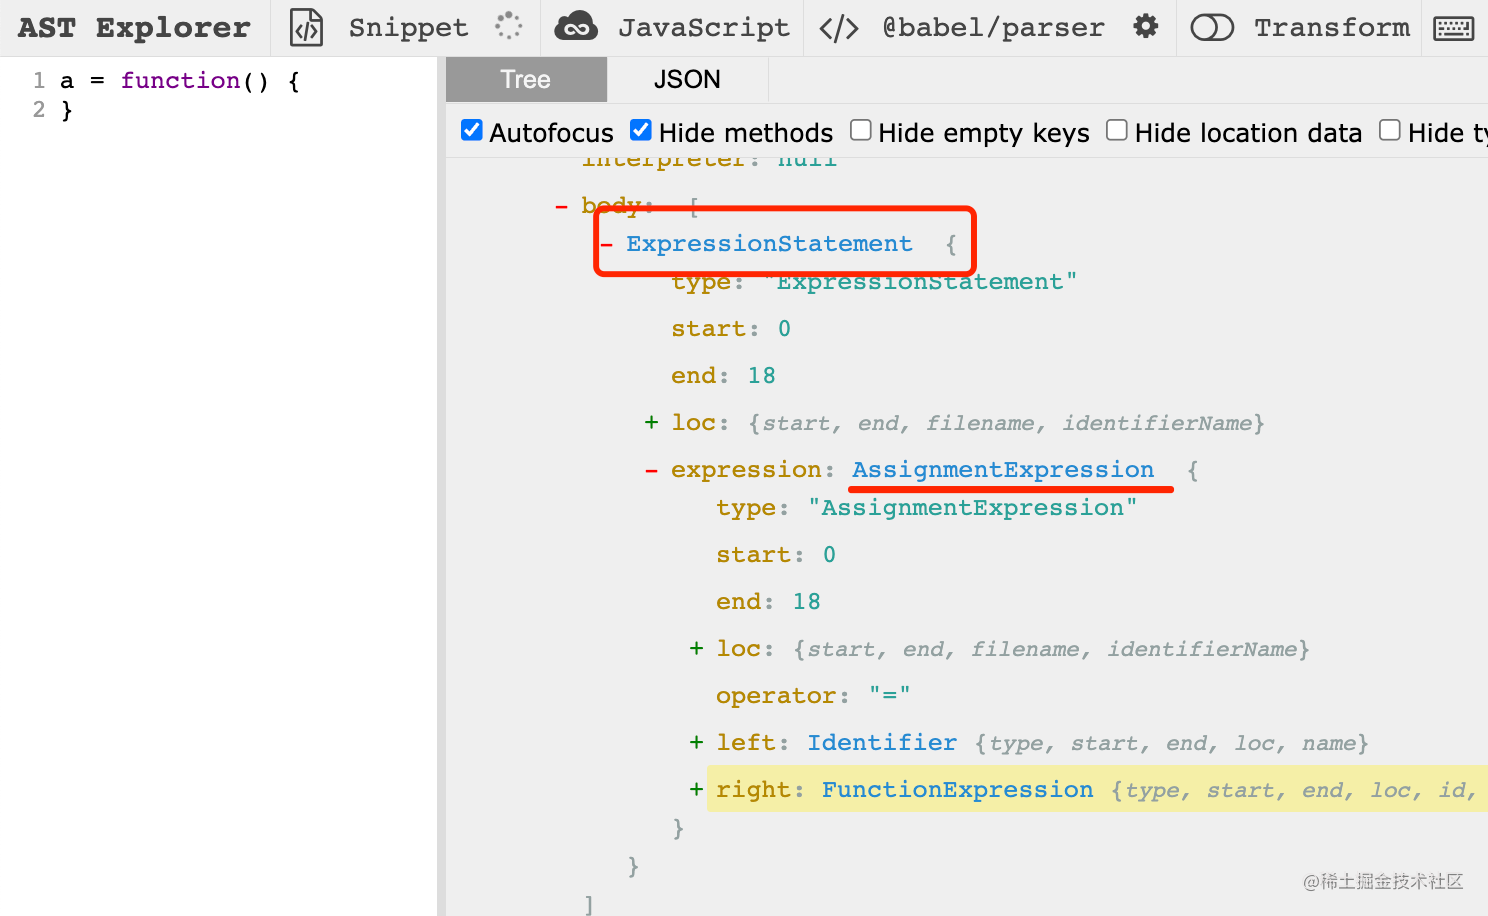 AST Explorer Snippet JavaScript </> @babel/parser Transform
1 a = function() {
2 }
Tree JSON
Autofocus Hide methods Hide empty keys Hide location data Hide ty
interpreter: null
- body: [
- ExpressionStatement {
type: "ExpressionStatement"
start: 0
end: 18
+ loc: {start, end, filename, identifierName}
- expression: AssignmentExpression {
type: "AssignmentExpression"
start: 0
end: 18
+ loc: {start, end, filename, identifierName}
operator: "="
+ left: Identifier {type, start, end, loc, name}
+ right: FunctionExpression {type, start, end, loc, id,
}
}
]
@稀土掘金技术社区